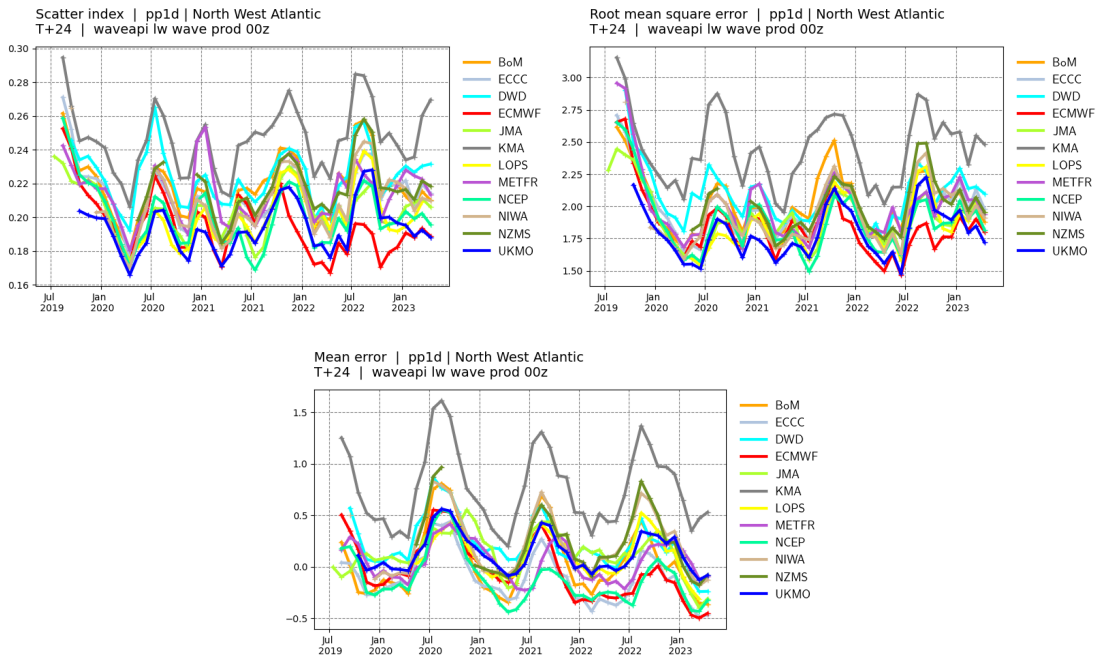 Scatter index | pp1d | North West Atlantic
T+24 | waveapi lw wave prod 00z
0.30
0.28
0.26
0.24
0.22
0.20
0.18
0.16
Jul 2019
Jan 2020
Jul 2020
Jan 2021
Jul 2021
Jan 2022
Jul 2022
Jan 2023
BoM
ECCC
DWD
ECMWF
JMA
KMA
LOPS
METFR
NCEP
NIWA
NZMS
UKMO
Root mean square error | pp1d | North West Atlantic
T+24 | waveapi lw wave prod 00z
3.00
2.75
2.50
2.25
2.00
1.75
1.50
Jul 2019
Jan 2020
Jul 2020
Jan 2021
Jul 2021
Jan 2022
Jul 2022
Jan 2023
BoM
ECCC
DWD
ECMWF
JMA
KMA
LOPS
METFR
NCEP
NIWA
NZMS
UKMO
Mean error | pp1d | North West Atlantic
T+24 | waveapi lw wave prod 00z
1.5
1.0
0.5
0.0
−0.5
Jul 2019
Jan 2020
Jul 2020
Jan 2021
Jul 2021
Jan 2022
Jul 2022
Jan 2023
BoM
ECCC
DWD
ECMWF
JMA
KMA
LOPS
METFR
NCEP
NIWA
NZMS
UKMO